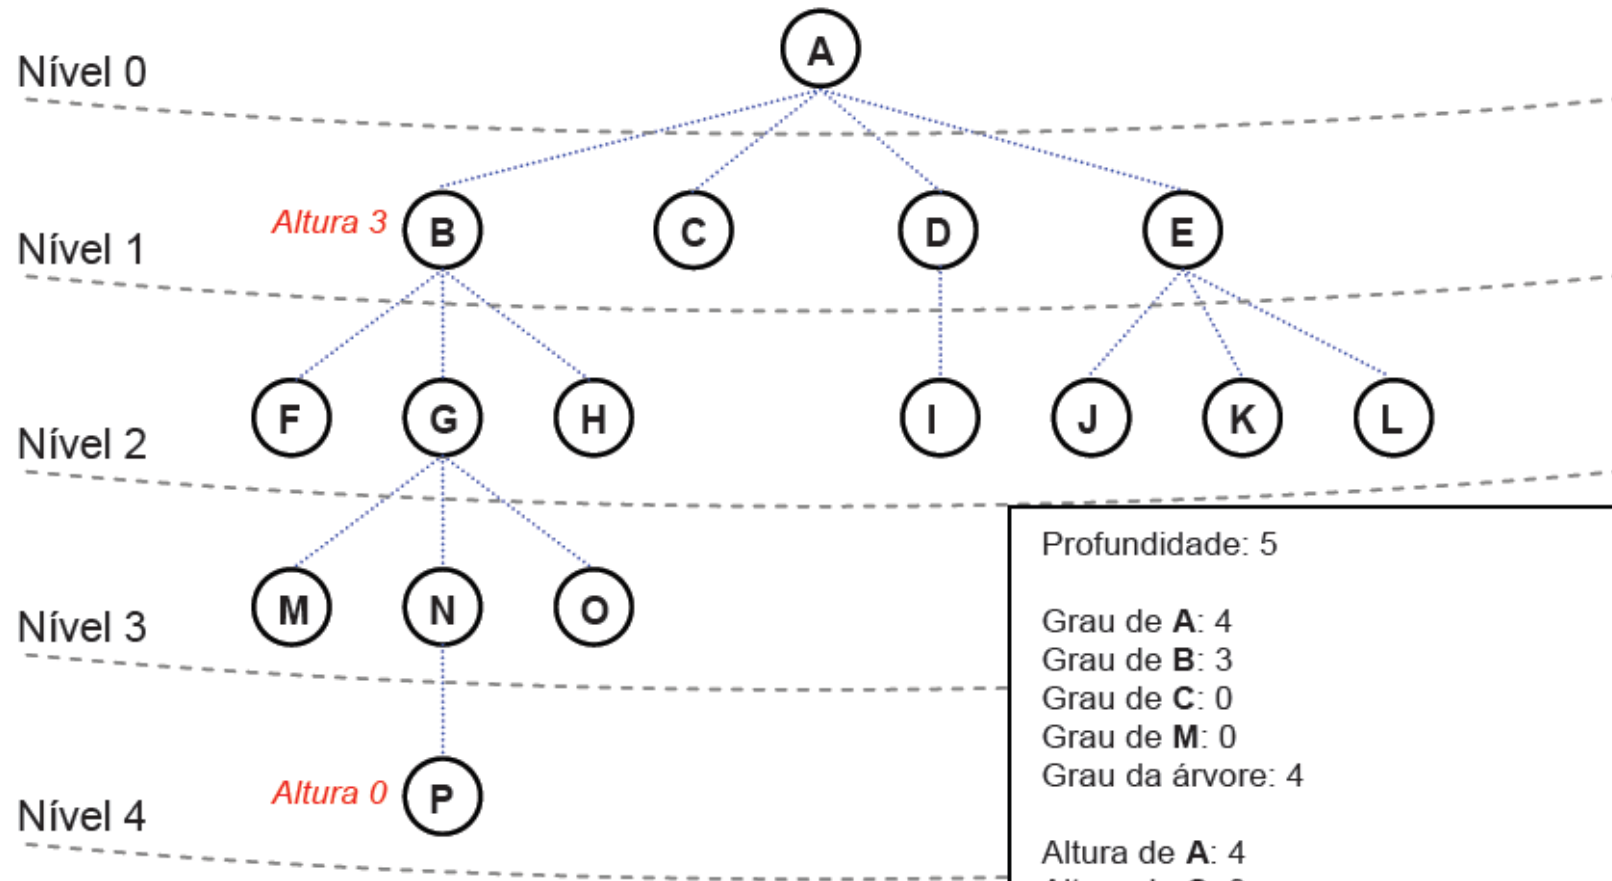 A
Nível 0
Altura 3 B C D E
Nível 1
F G H I J K L
Nível 2
Profundidade: 5
M N O
Grau de A: 4
Nível 3
Grau de B: 3
Grau de C: 0
Grau de M: 0
Grau da árvore: 4
Altura 0 P
Nível 4
Altura de A: 4